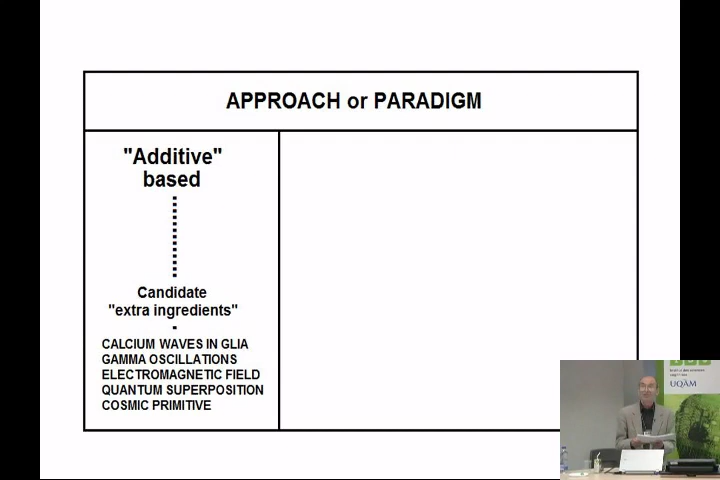 APPROACH or PARADIGM
"Additive"
based
Candidate
"extra ingredients"
CALCIUM WAVES IN GLIA
GAMMA OSCILLATIONS
ELECTROMAGNETIC FIELD
QUANTUM SUPERPOSITION
COSMIC PRIMITIVE
UQÀM